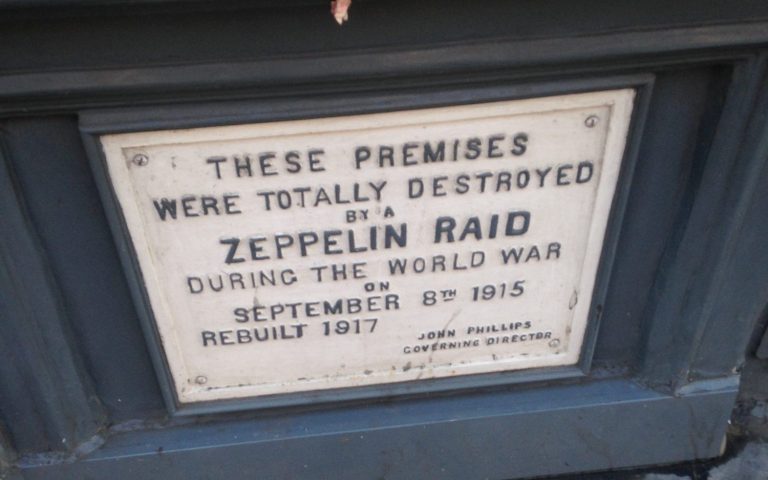 THESE PREMISES
WERE TOTALLY DESTROYED
BY A
ZEPPELIN RAID
DURING THE WORLD WAR
ON
SEPTEMBER 8TH 1915
REBUILT 1917
JOHN PHILLIPS
GOVERNING DIRECTOR